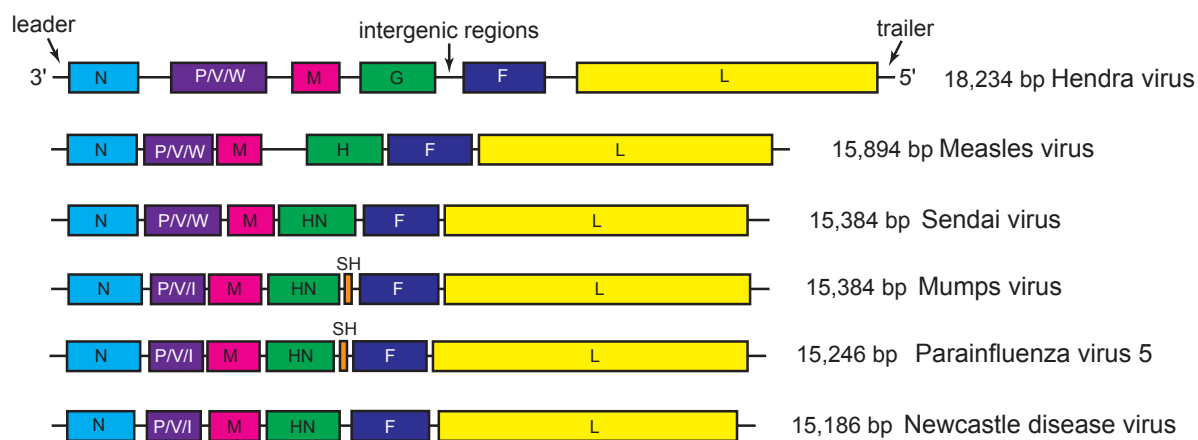 leader
intergenic regions
trailer
3' N P/V/W M G F L 5' 18,234 bp Hendra virus
N P/V/W M H F L 15,894 bp Measles virus
N P/V/W M HN F L 15,384 bp Sendai virus
SH
N P/V/I M HN F L 15,384 bp Mumps virus
SH
N P/V/I M HN F L 15,246 bp Parainfluenza virus 5
N P/V/I M HN F L 15,186 bp Newcastle disease virus